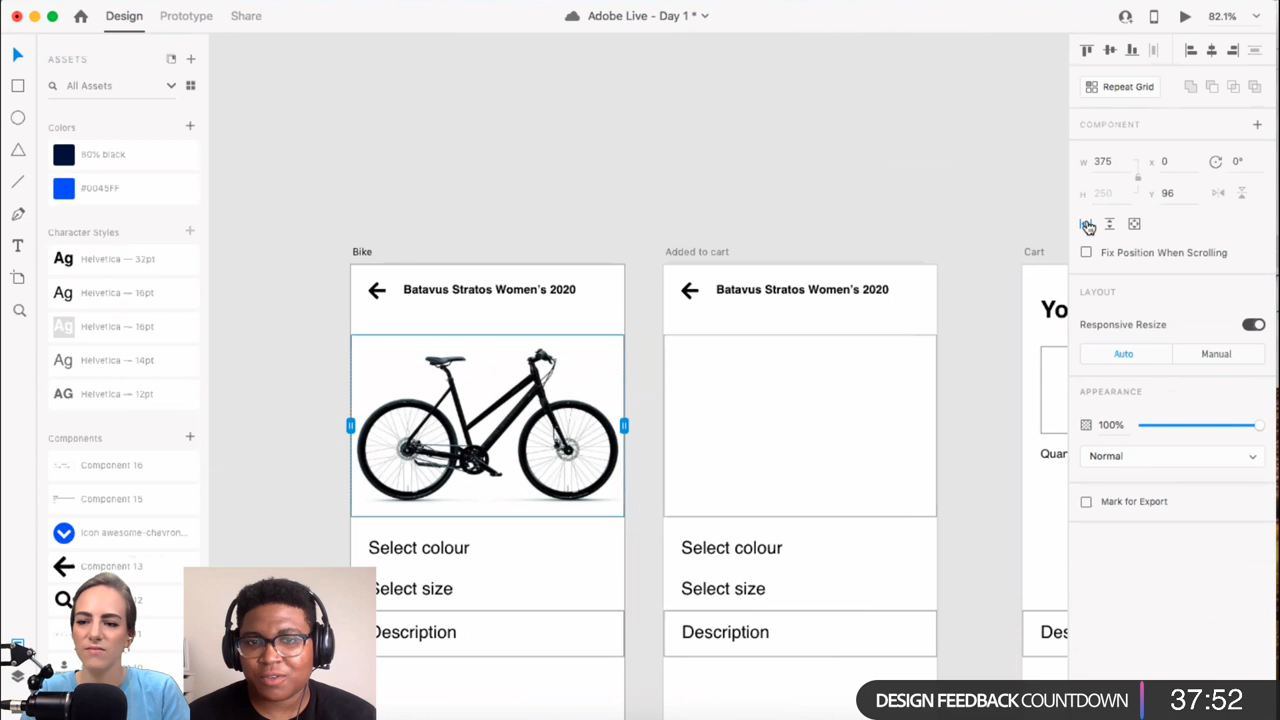 Design
Prototype
Share
Adobe Live - Day 1 *
82.1%
ASSETS
All Assets
Colors
80% black
#0045FF
Character Styles
Ag Helvetica — 32pt
Ag Helvetica — 16pt
Ag Helvetica — 16pt
Ag Helvetica — 14pt
AG Helvetica — 12pt
Components
Component 16
Component 15
Icon awesome-chevron...
Component 13
Bike
Batavus Stratos Women's 2020
Select colour
Select size
Description
Added to cart
Batavus Stratos Women's 2020
Select colour
Select size
Description
Cart
Yo
Quan
Des
Repeat Grid
COMPONENT
W 375 X 0 0°
H 250 Y 96
Fix Position When Scrolling
LAYOUT
Responsive Resize
Auto Manual
APPEARANCE
100%
Normal
Mark for Export
DESIGN FEEDBACK COUNTDOWN 37:52